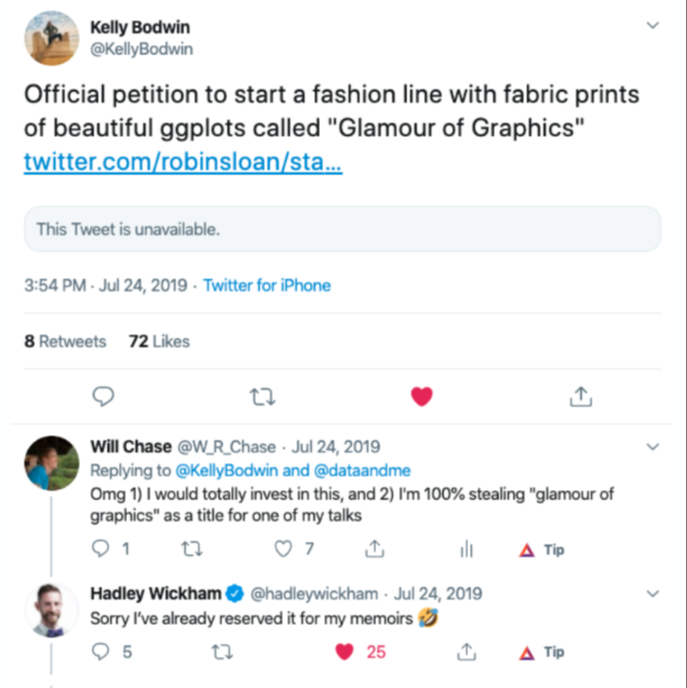 Kelly Bodwin
@KellyBodwin
Official petition to start a fashion line with fabric prints
of beautiful ggplots called "Glamour of Graphics"
twitter.com/robinsloan/sta...
This Tweet is unavailable.
3:54 PM · Jul 24, 2019 · Twitter for iPhone
8 Retweets 72 Likes
Will Chase @W_R_Chase · Jul 24, 2019
Replying to @KellyBodwin and @dataandme
Omg 1) I would totally invest in this, and 2) I'm 100% stealing "glamour of
graphics" as a title for one of my talks
1 7 Tip
Hadley Wickham @hadleywickham · Jul 24, 2019
Sorry I've already reserved it for my memoirs 🤣
5 25 Tip